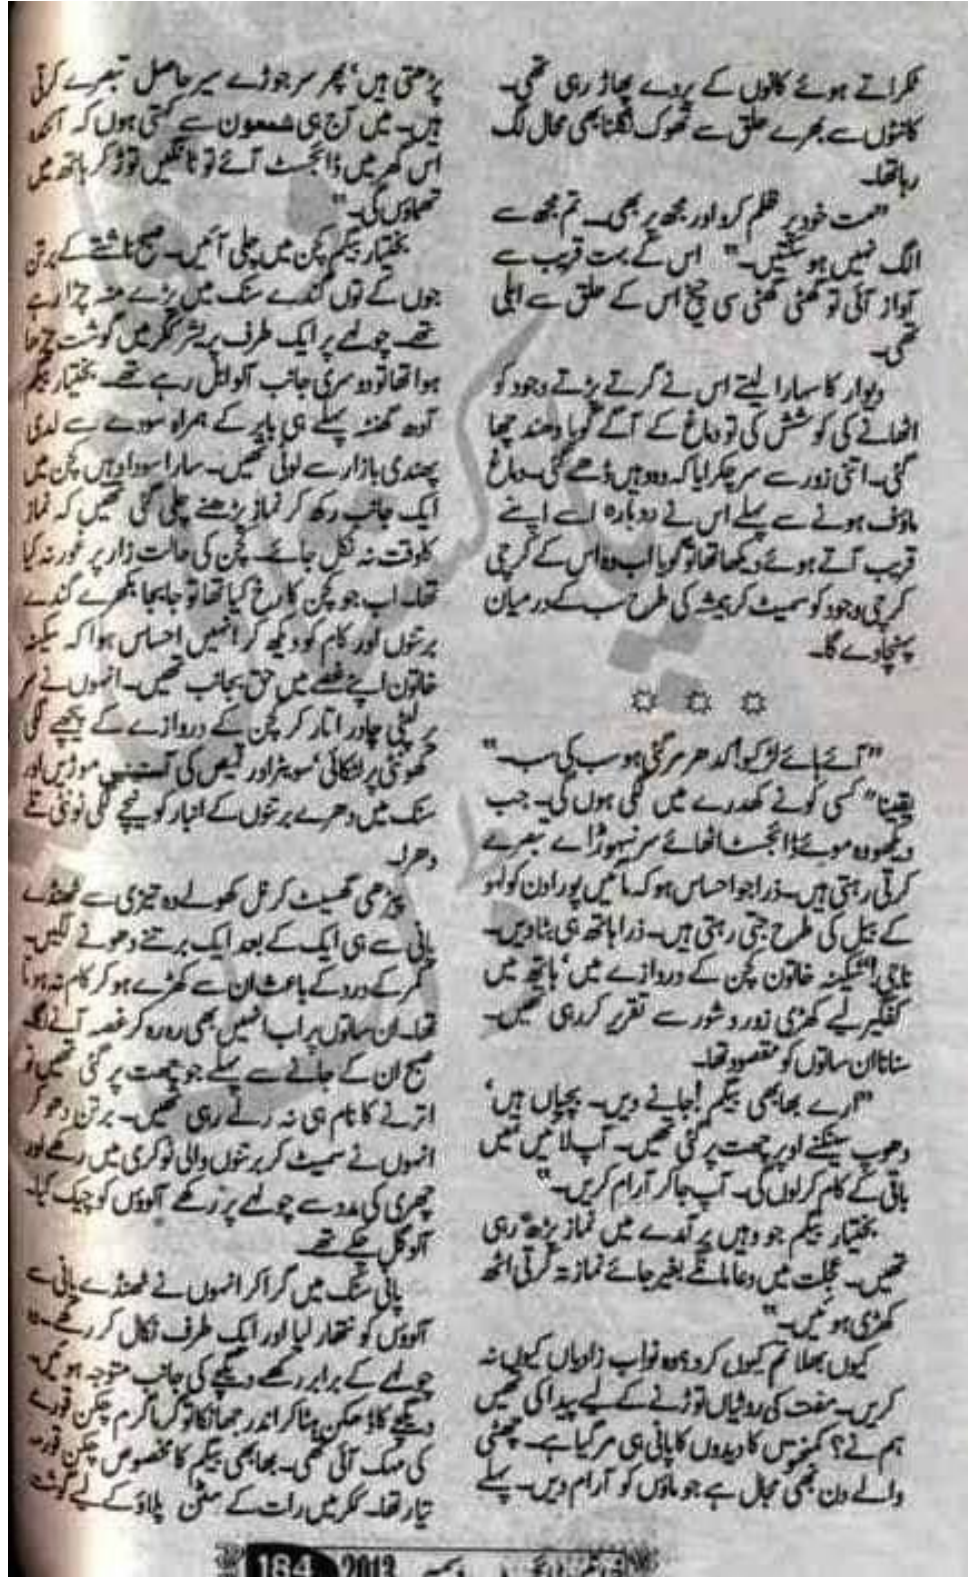 ٹکراتے ہوئے کانوں کے پردے پھاڑ رہی تھی۔
کانٹوں سے بھرے حلق سے تھوک نگلنا بھی محال لگ
رہا تھا۔
"مت خود پر ظلم کرو اور مجھ پر بھی۔ تم مجھ سے
الگ نہیں ہو سکتیں۔" اس کے بہت قریب سے
آواز آئی تو گھٹی گھٹی سی چیخ اس کے حلق سے ابلی
تھی۔
دیوار کا سہارا لیتے اس نے گرتے پڑتے وجود کو
اٹھانے کی کوشش کی تو دماغ کے آگے گویا دھند چھا
گئی۔ اتنی زور سے سر چکرایا کہ وہ وہیں ڈھے گئی۔ دماغ
ماؤف ہونے سے پہلے اس نے دوبارہ اسے اپنے
قریب آتے ہوئے دیکھا تھا تو گویا اب وہ اس کے کرچی
کرچی وجود کو سمیٹ کر ہمیشہ کی طرح سب کے درمیان
پہنچا دے گا۔
"آئے ہائے لڑکیو! کدھر مر گئی ہو سب کی سب۔"
یقینا" کسی کونے کھدرے میں گھسی ہوں گی۔ جب
دیکھو وہ موئے ڈائجسٹ اٹھائے سر نیہوڑائے تبصرے
کرتی رہتی ہیں۔ ذرا جو احساس ہو کہ مائیں پورا دن کولہو
کے بیل کی طرح جتی رہتی ہیں۔ ذرا ہاتھ ہی بٹا دیں۔
ناجی!" سکینہ خاتون کچن کے دروازے میں' ہاتھ میں
کفگیر لیے کھڑی زور و شور سے تقریر کر رہی تھیں۔
سنانا ان ساتوں کو مقصود تھا۔
"ارے بھابھی بیگم! جانے دیں۔ بچیاں ہیں'
دھوپ سینکنے اوپر چھت پر گئی تھیں۔ آپ لائیں میں
باقی کے کام کر لوں گی۔ آپ جا کر آرام کریں۔"
بختیار بیگم جو وہیں برآمدے میں نماز پڑھ رہی
تھیں۔ عجلت میں دعا مانگے بغیر جائے نماز تہ کرتی اٹھ
کھڑی ہوئیں۔"
کیوں بھلا تم کیوں کرو؟ وہ نواب زادیاں کیوں نہ
کریں۔ مفت کی روٹیاں توڑنے کے لیے پیدا کی تھیں
ہم نے؟ کمبختوں کا دیدوں کا پانی ہی مر گیا ہے۔ چھٹی
والے دن بھی مجال ہے جو ماؤں کو آرام دیں۔ پہلے
پڑھتی ہیں' پھر سر جوڑے سیر حاصل تبصرے کرتی
ہیں۔ میں آج ہی شمعون سے کہتی ہوں کہ آئندہ
اس گھر میں ڈائجسٹ آئے تو ٹانگیں توڑ کر ہاتھ میں
تھماؤں گی۔"
بختیار بیگم کچن میں چلی آئیں۔ صبح ناشتے کے برتن
جوں کے توں گندے سنک میں پڑے منہ چڑا رہے
تھے۔ چولہے پر ایک طرف پریشر ککر میں گوشت چڑھا
ہوا تھا تو دوسری جانب آلو ابل رہے تھے۔ بختیار بیگم
آدھ گھنٹہ پہلے ہی بابر کے ہمراہ سودے سے لدی
پھندی بازار سے لوٹی تھیں۔ سارا سودا وہیں کچن میں
ایک جانب رکھ کر نماز پڑھنے چلی گئی تھیں کہ نماز
کا وقت نہ نکل جائے۔ کچن کی حالت زار پر غور نہ کیا
تھا۔ اب جو کچن کا رخ کیا تھا تو جابجا بکھرے گندے
برتنوں اور کام کو دیکھ کر انہیں احساس ہوا کہ سکینہ
خاتون اپنے غصے میں حق بجانب تھیں۔ انہوں نے سر
پر لپٹی چادر اتار کر کچن کے دروازے کے پیچھے لگی
کھونٹی پر لٹکائی' سویٹر اور قمیص کی آستینیں موڑیں اور
سنک میں دھرے برتنوں کے انبار کو نیچے لگی ٹونٹی تلے
دھرا۔
پیڑھی گھسیٹ کر نل کھولے وہ تیزی سے ٹھنڈے
پانی سے ہی ایک کے بعد ایک برتن دھونے لگیں۔
کمر کے درد کے باعث ان سے کھڑے ہو کر کام نہ ہوتا
تھا۔ ان ساتوں پر اب انہیں بھی رہ رہ کر غصہ آنے لگا۔
صبح ان کے جانے سے پہلے جو چھت پر گئی تھیں تو
اترنے کا نام ہی نہ لے رہی تھیں۔ برتن دھو کر
انہوں نے سمیٹ کر برتنوں والی ٹوکری میں رکھے اور
چھری کی مدد سے چولہے پر رکھے آلوؤں کو چیک کیا۔
آلو گل چکے تھے۔
پانی سنک میں گرا کر انہوں نے ٹھنڈے پانی سے
آلوؤں کو نتھار لیا اور ایک طرف نکال کر رکھے۔ وہ
چولہے کے برابر رکھے دیگچے کی جانب متوجہ ہوئیں۔
دیگچے کا ڈھکن ہٹا کر اندر جھانکا تو گرما گرم چکن قورمے
کی مہک آئی تھی۔ بھابھی بیگم کا مخصوص چکن قورمہ
تیار تھا۔ ککر میں رات کے مٹن پلاؤ کے لیے گوشت
184 2013